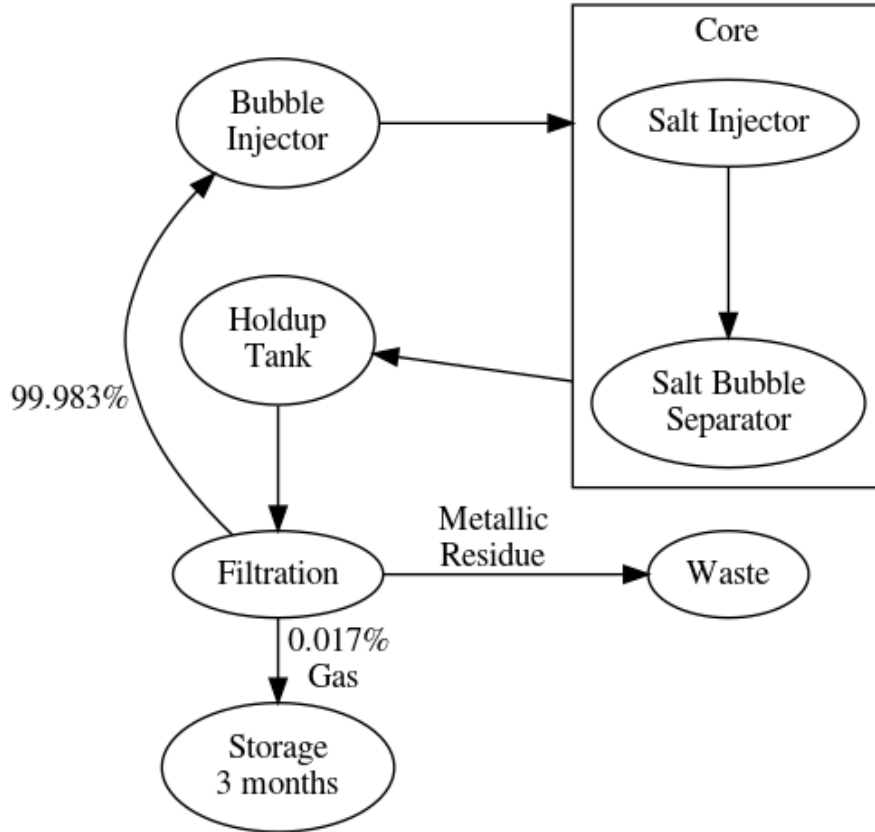 Core
Bubble
Injector
Salt Injector
Holdup
Tank
Salt Bubble
Separator
99.983%
Metallic
Residue
Filtration
Waste
0.017%
Gas
Storage
3 months